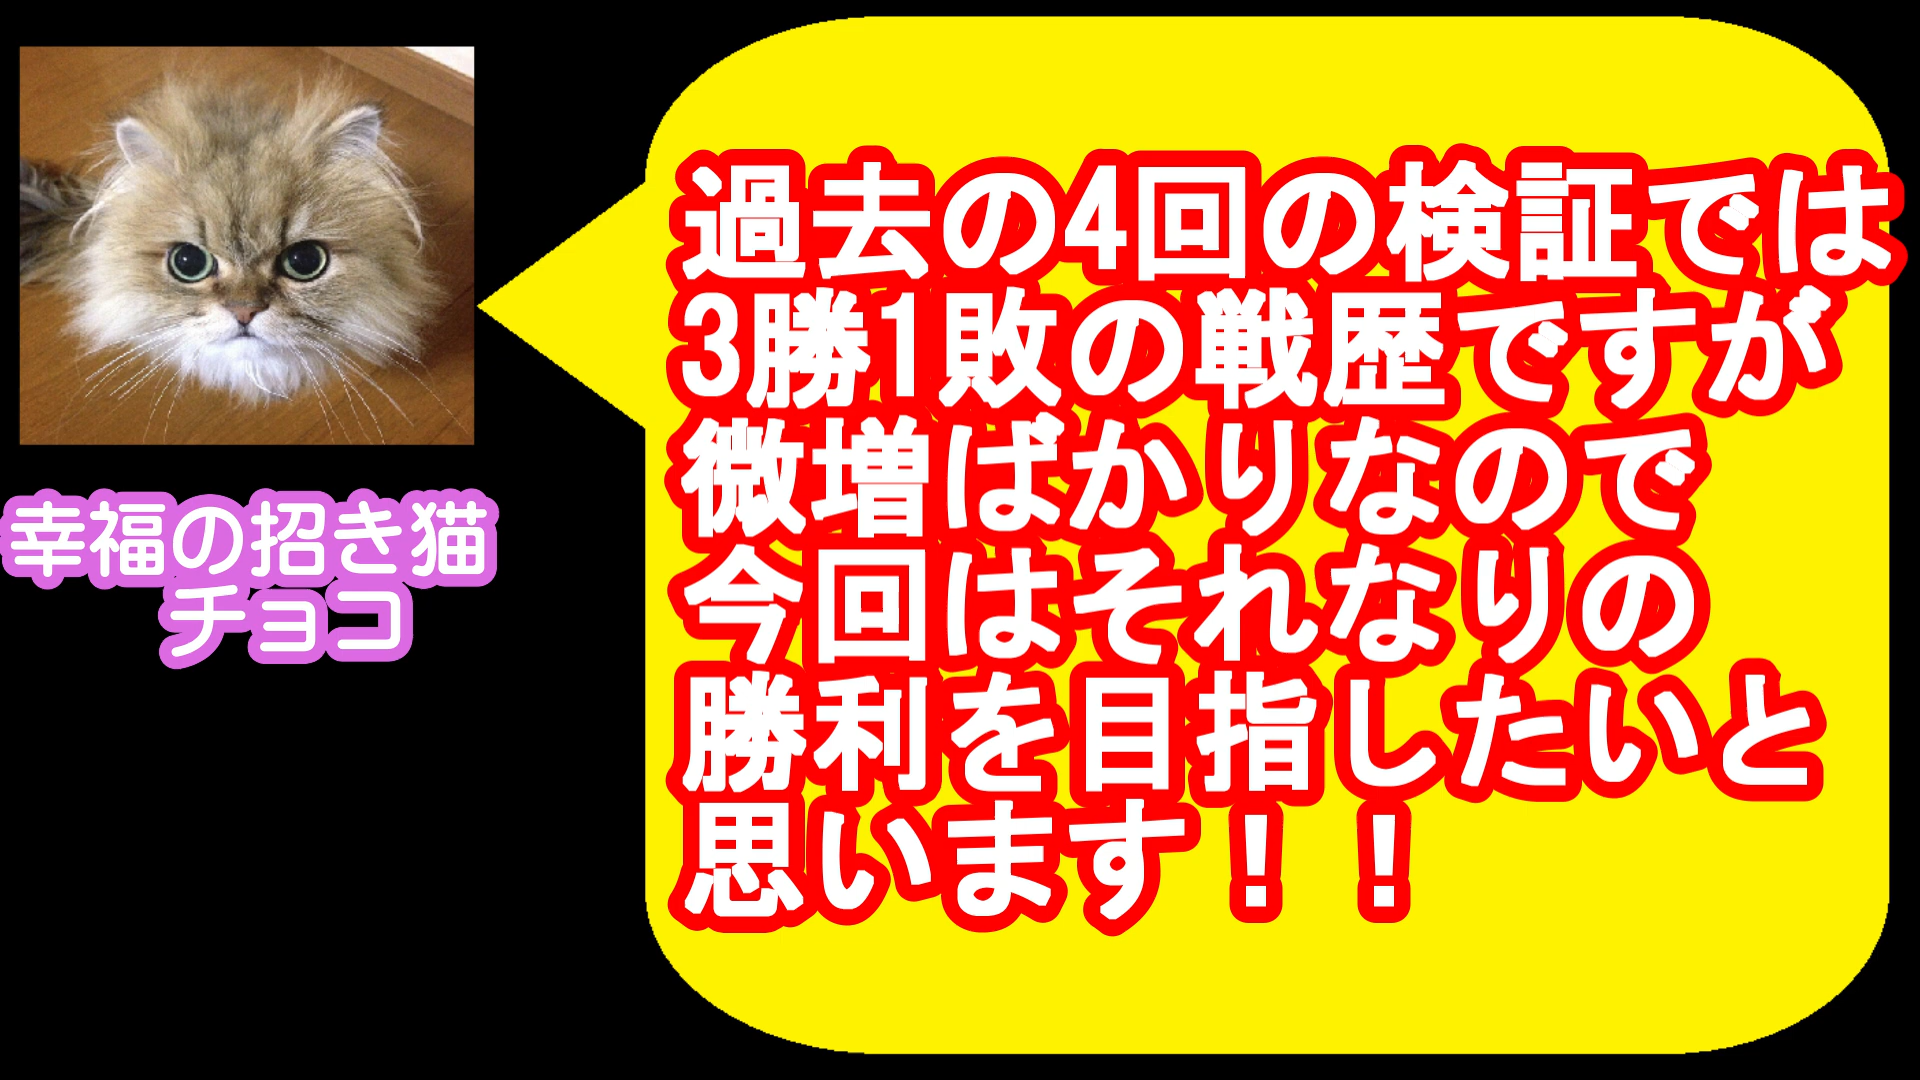 幸福の招き猫
チョコ
過去の4回の検証では
3勝1敗の戦歴ですが
微増ばかりなので
今回はそれなりの
勝利を目指したいと
思います！！